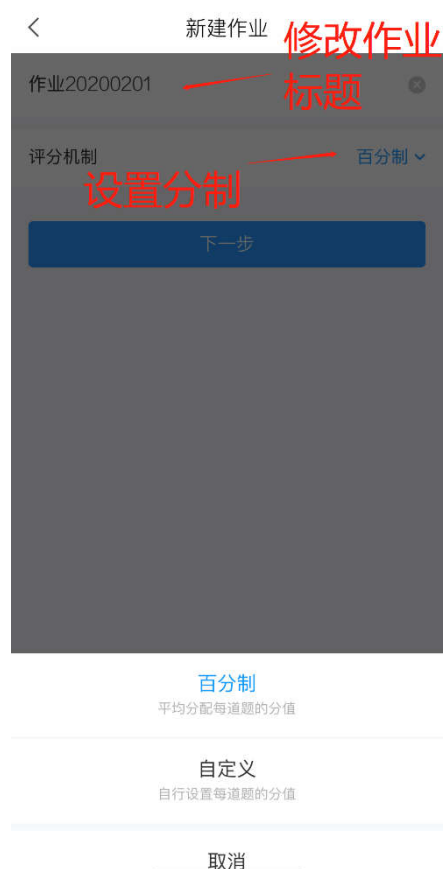 新建作业
修改作业
标题
作业20200201
评分机制
百分制
设置分制
下一步
百分制
平均分配每道题的分值
自定义
自行设置每道题的分值
取消